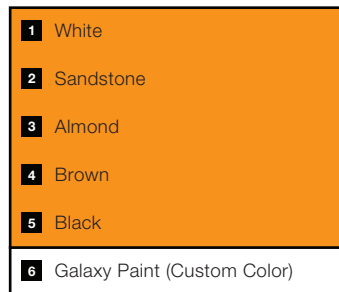 1 White
2 Sandstone
3 Almond
4 Brown
5 Black
6 Galaxy Paint (Custom Color)